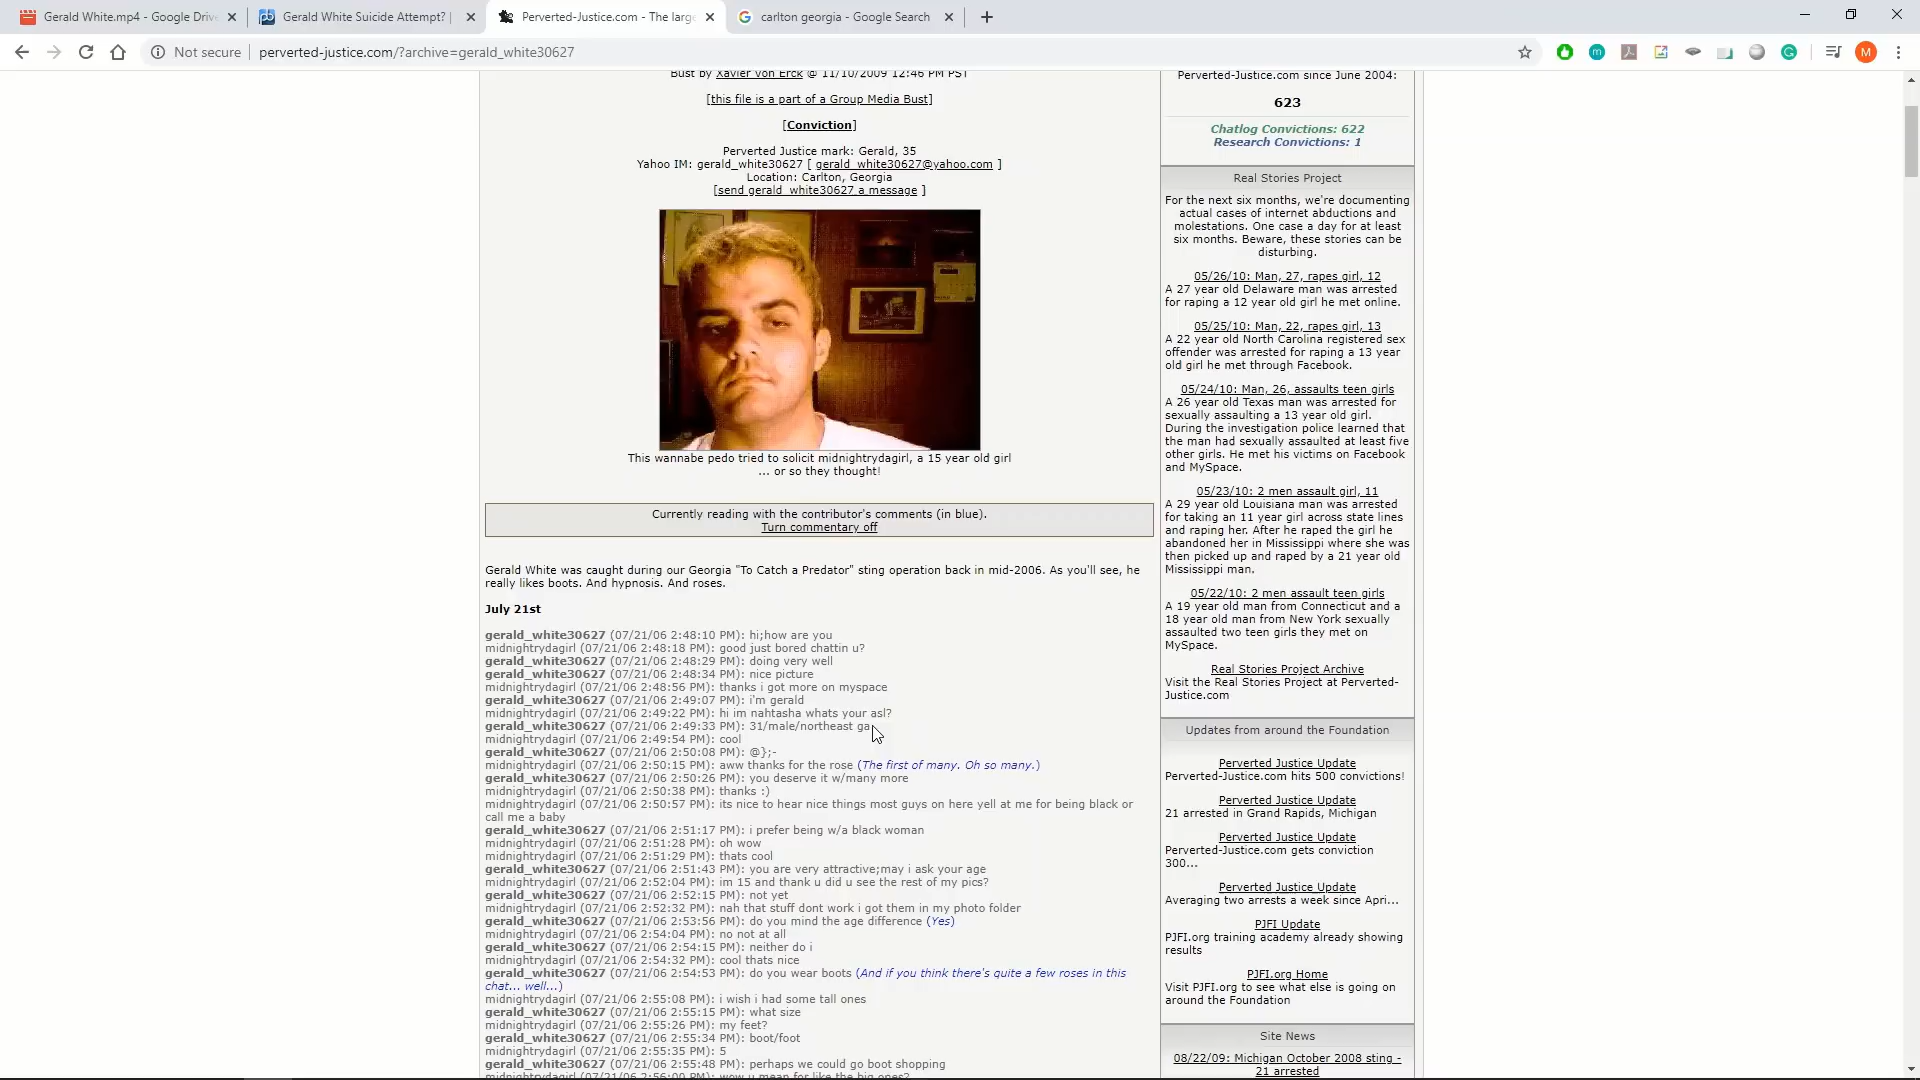 Gerald White.mp4 - Google Driv
Gerald White Suicide Attempt? |
Perverted-Justice.com - The larg
carlton georgia - Google Search
Not secure
perverted-justice.com/?archive=gerald_white30627
M
Bust by Xavier Von Erck @ 11/10/2009 12:46 PM PST
[this file is a part of a Group Media Bust]
[Conviction]
Perverted Justice mark: Gerald, 35
Yahoo IM: gerald_white30627 [ gerald_white30627@yahoo.com ]
Location: Carlton, Georgia
[send gerald_white30627 a message ]
This wannabe pedo tried to solicit midnightrydagirl, a 15 year old girl
... or so they thought!
Currently reading with the contributor's comments (in blue).
Turn commentary off
Gerald White was caught during our Georgia "To Catch a Predator" sting operation back in mid-2006. As you'll see, he
really likes boots. And hypnosis. And roses.
July 21st
gerald_white30627 (07/21/06 2:48:10 PM): hi;how are you
midnightrydagirl (07/21/06 2:48:18 PM): good just bored chattin u?
gerald_white30627 (07/21/06 2:48:29 PM): doing very well
gerald_white30627 (07/21/06 2:48:34 PM): nice picture
midnightrydagirl (07/21/06 2:48:56 PM): thanks i got more on myspace
gerald_white30627 (07/21/06 2:49:07 PM): i'm gerald
midnightrydagirl (07/21/06 2:49:22 PM): hi im nahtasha whats your asl?
gerald_white30627 (07/21/06 2:49:33 PM): 31/male/northeast ga
midnightrydagirl (07/21/06 2:49:54 PM): cool
gerald_white30627 (07/21/06 2:50:08 PM): @};-
midnightrydagirl (07/21/06 2:50:15 PM): aww thanks for the rose (The first of many. Oh so many.)
gerald_white30627 (07/21/06 2:50:26 PM): you deserve it w/many more
midnightrydagirl (07/21/06 2:50:38 PM): thanks :)
midnightrydagirl (07/21/06 2:50:57 PM): its nice to hear nice things most guys on here yell at me for being black or
call me a baby
gerald_white30627 (07/21/06 2:51:17 PM): i prefer being w/a black woman
midnightrydagirl (07/21/06 2:51:28 PM): oh wow
midnightrydagirl (07/21/06 2:51:29 PM): thats cool
gerald_white30627 (07/21/06 2:51:43 PM): you are very attractive;may i ask your age
midnightrydagirl (07/21/06 2:52:04 PM): im 15 and thank u did u see the rest of my pics?
gerald_white30627 (07/21/06 2:52:15 PM): not yet
midnightrydagirl (07/21/06 2:52:32 PM): nah that stuff dont work i got them in my photo folder
gerald_white30627 (07/21/06 2:53:56 PM): do you mind the age difference (Yes)
midnightrydagirl (07/21/06 2:54:04 PM): no not at all
gerald_white30627 (07/21/06 2:54:15 PM): neither do i
midnightrydagirl (07/21/06 2:54:32 PM): cool thats nice
gerald_white30627 (07/21/06 2:54:53 PM): do you wear boots (And if you think there's quite a few roses in this
chat... well...)
midnightrydagirl (07/21/06 2:55:08 PM): i wish i had some tall ones
gerald_white30627 (07/21/06 2:55:15 PM): what size
midnightrydagirl (07/21/06 2:55:26 PM): my feet?
gerald_white30627 (07/21/06 2:55:34 PM): boot/foot
midnightrydagirl (07/21/06 2:55:35 PM): 5
gerald_white30627 (07/21/06 2:55:48 PM): perhaps we could go boot shopping
midnightrydagirl (07/21/06 2:56:00 PM): wow u mean for like the big ones?
Perverted-Justice.com since June 2004:
623
Chatlog Convictions: 622
Research Convictions: 1
Real Stories Project
For the next six months, we're documenting
actual cases of internet abductions and
molestations. One case a day for at least
six months. Beware, these stories can be
disturbing.
05/26/10: Man, 27, rapes girl, 12
A 27 year old Delaware man was arrested
for raping a 12 year old girl he met online.
05/25/10: Man, 22, rapes girl, 13
A 22 year old North Carolina registered sex
offender was arrested for raping a 13 year
old girl he met through Facebook.
05/24/10: Man, 26, assaults teen girls
A 26 year old Texas man was arrested for
sexually assaulting a 13 year old girl.
During the investigation police learned that
the man had sexually assaulted at least five
other girls. He met his victims on Facebook
and MySpace.
05/23/10: 2 men assault girl, 11
A 29 year old Louisiana man was arrested
for taking an 11 year girl across state lines
and raping her. After he raped the girl he
abandoned her in Mississippi where she was
then picked up and raped by a 21 year old
Mississippi man.
05/22/10: 2 men assault teen girls
A 19 year old man from Connecticut and a
18 year old man from New York sexually
assaulted two teen girls they met on
MySpace.
Real Stories Project Archive
Visit the Real Stories Project at Perverted-
Justice.com
Updates from around the Foundation
Perverted Justice Update
Perverted-Justice.com hits 500 convictions!
Perverted Justice Update
21 arrested in Grand Rapids, Michigan
Perverted Justice Update
Perverted-Justice.com gets conviction
300...
Perverted Justice Update
Averaging two arrests a week since Apri...
PJFI Update
PJFI.org training academy already showing
results
PJFI.org Home
Visit PJFI.org to see what else is going on
around the Foundation
Site News
08/22/09: Michigan October 2008 sting -
21 arrested